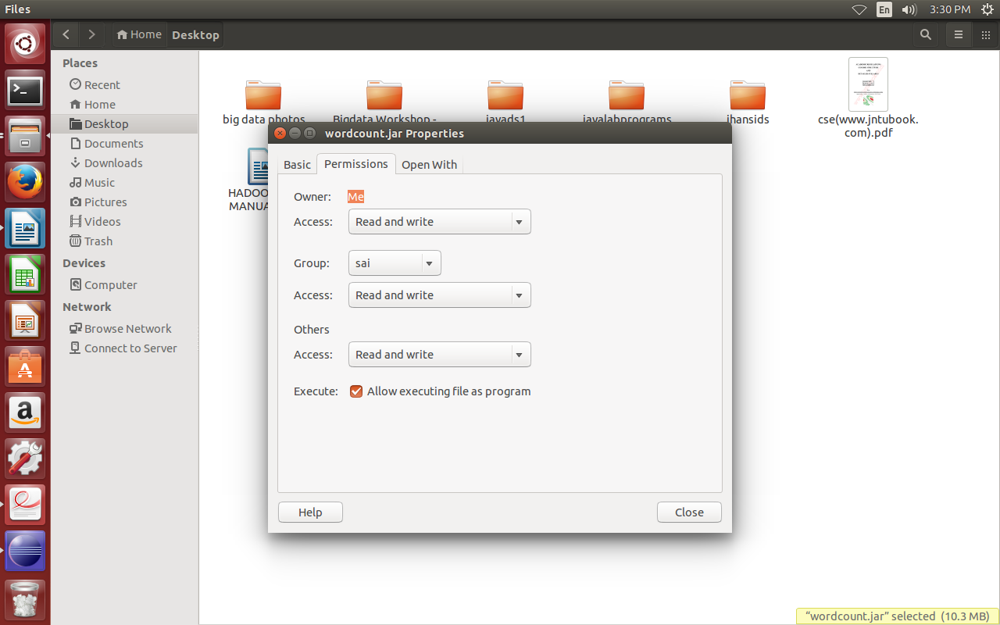 Files
En
3:30 PM
Home
Desktop
Places
Recent
Home
Desktop
Documents
Downloads
Music
Pictures
Videos
Trash
Devices
Computer
Network
Browse Network
Connect to Server
big data photos
Bigdata Workshop -
javads1
javalabprograms
jhansids
cse(www.jntubook.
com).pdf
HADOO
MANUA
wordcount.jar Properties
Basic
Permissions
Open With
Owner: Me
Access: Read and write
Group: sai
Access: Read and write
Others
Access: Read and write
Execute: Allow executing file as program
Help
Close
“wordcount.jar” selected (10.3 MB)